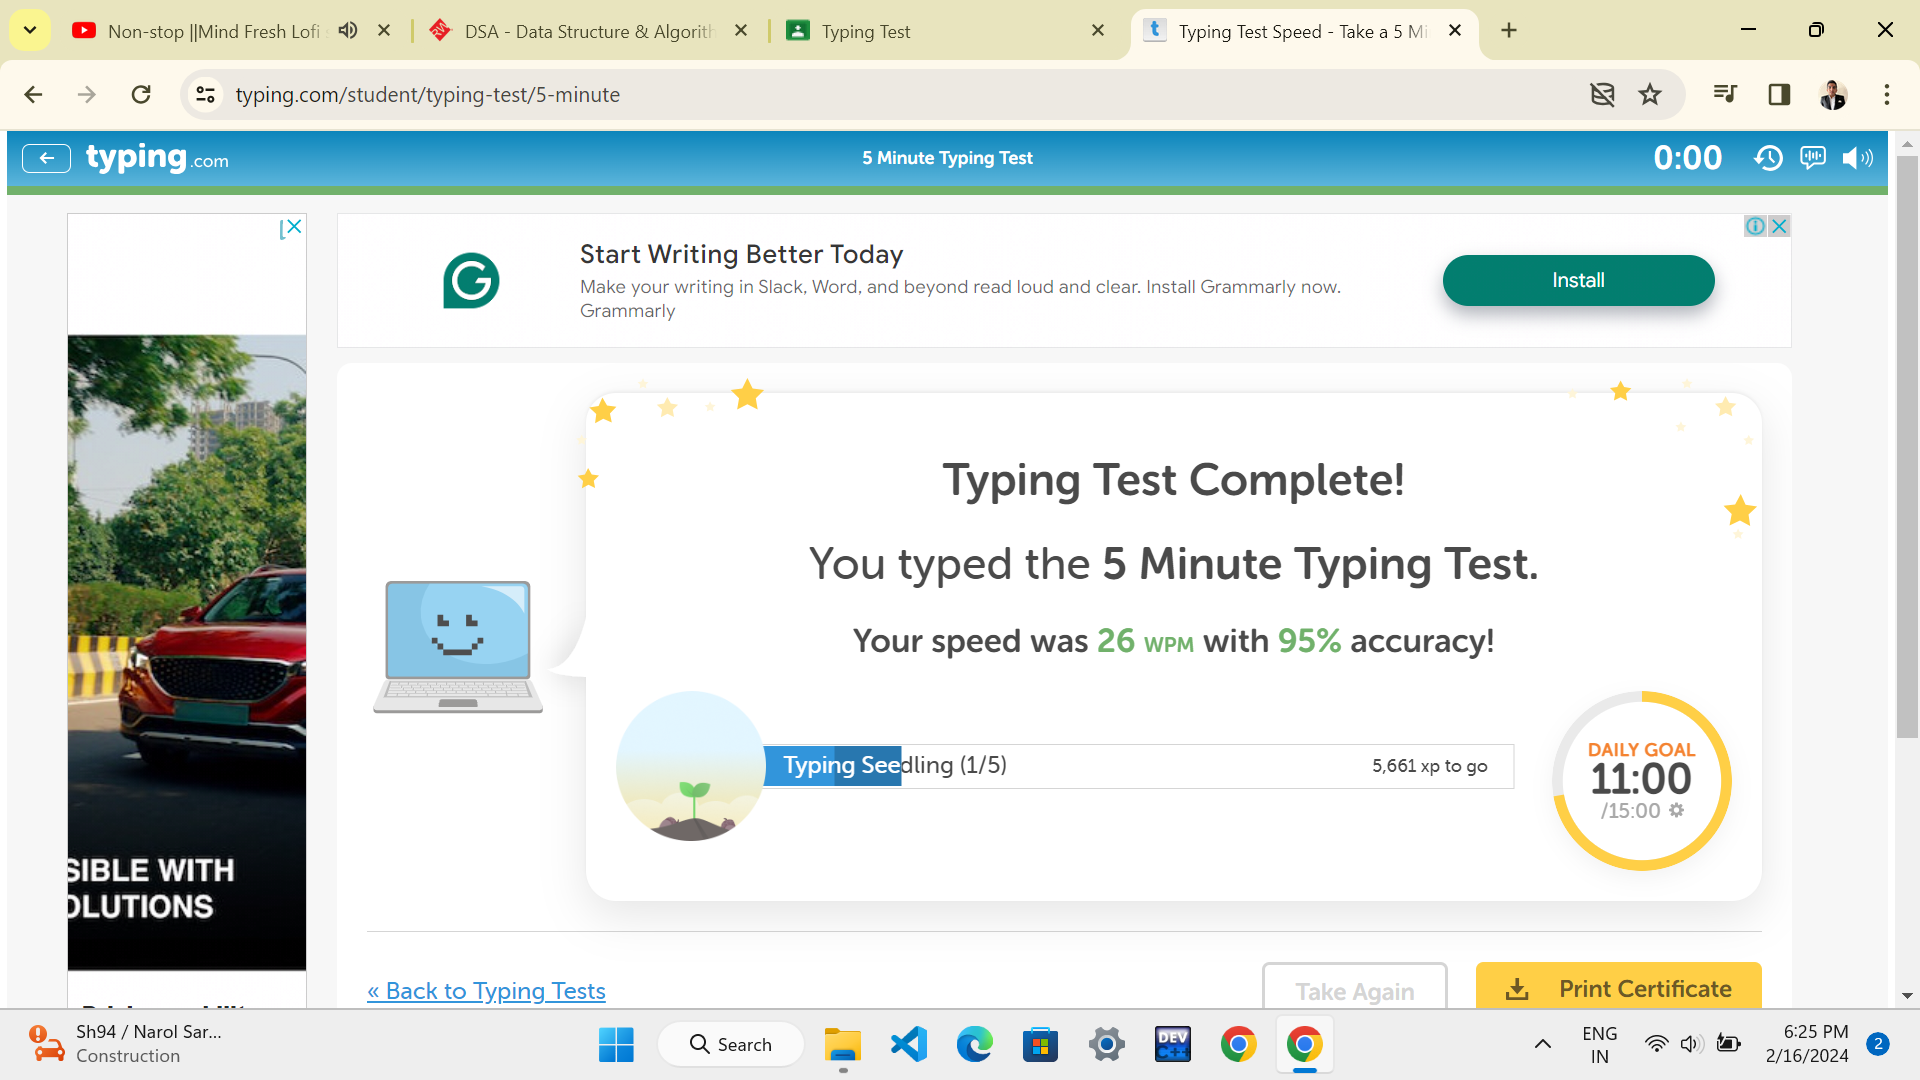 Non-stop ||Mind Fresh Lofi
DSA - Data Structure & Algorith
Typing Test
Typing Test Speed - Take a 5 Mi
typing.com/student/typing-test/5-minute
typing.com
5 Minute Typing Test
0:00
Start Writing Better Today
Make your writing in Slack, Word, and beyond read loud and clear. Install Grammarly now.
Grammarly
Install
SIBLE WITH
OLUTIONS
Typing Test Complete!
You typed the 5 Minute Typing Test.
Your speed was 26 WPM with 95% accuracy!
Typing Seedling (1/5)
5,661 xp to go
DAILY GOAL
11:00
/15:00
« Back to Typing Tests
Take Again
Print Certificate
Sh94 / Narol Sar...
Construction
Search
DEV
C++
ENG
IN
6:25 PM
2/16/2024
2